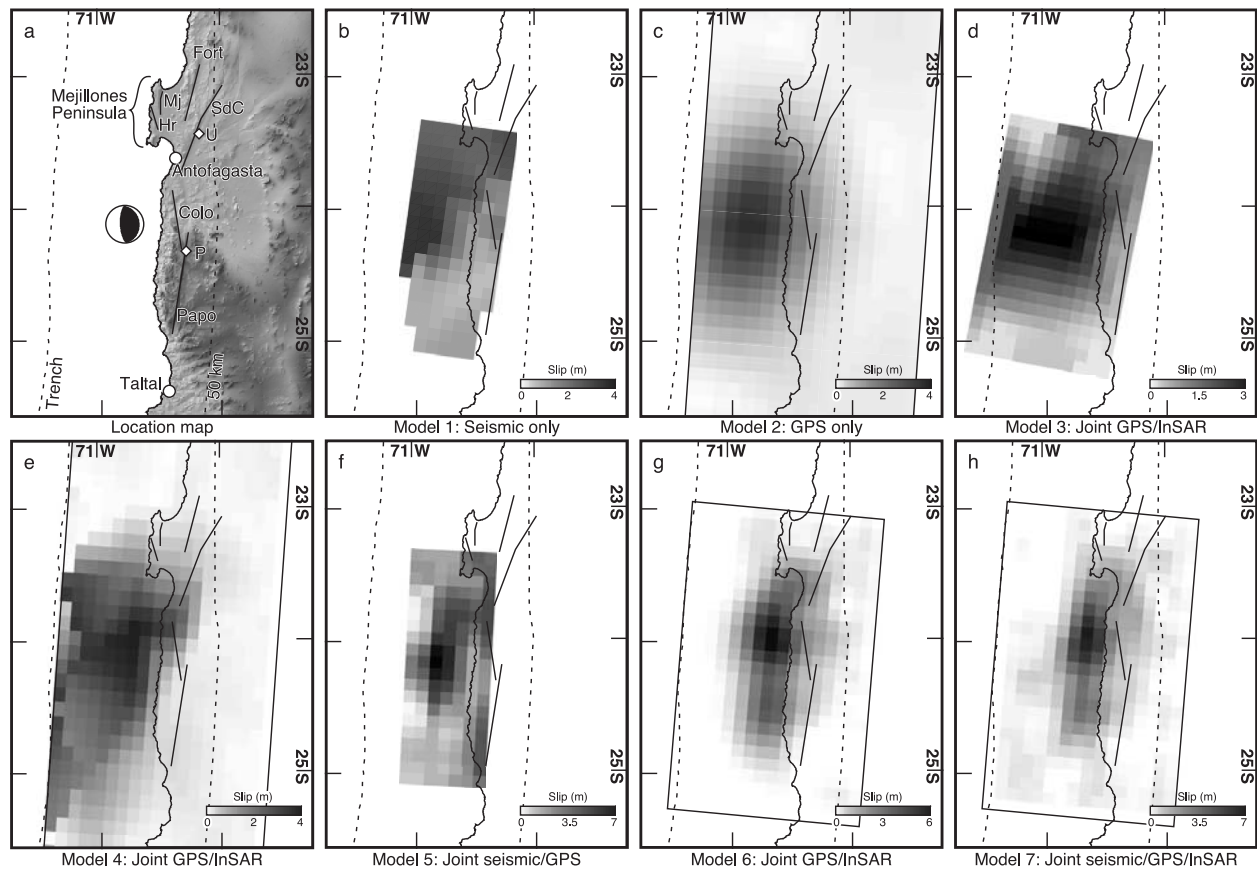 a
71°W
23°S
Fort
Mejillones
Peninsula
Mj
SdC
Hr
U
Antofagasta
Colo
P
Papo
25°S
Taltal
Trench
50 km
Location map
b
71°W
23°S
25°S
Slip (m)
0 2 4
Model 1: Seismic only
c
71°W
23°S
25°S
Slip (m)
0 2 4
Model 2: GPS only
d
71°W
23°S
25°S
Slip (m)
0 1.5 3
Model 3: Joint GPS/InSAR
e
71°W
23°S
25°S
Slip (m)
0 2 4
Model 4: Joint GPS/InSAR
f
71°W
23°S
25°S
Slip (m)
0 3.5 7
Model 5: Joint seismic/GPS
g
71°W
23°S
25°S
Slip (m)
0 3 6
Model 6: Joint GPS/InSAR
h
71°W
23°S
25°S
Slip (m)
0 3.5 7
Model 7: Joint seismic/GPS/InSAR